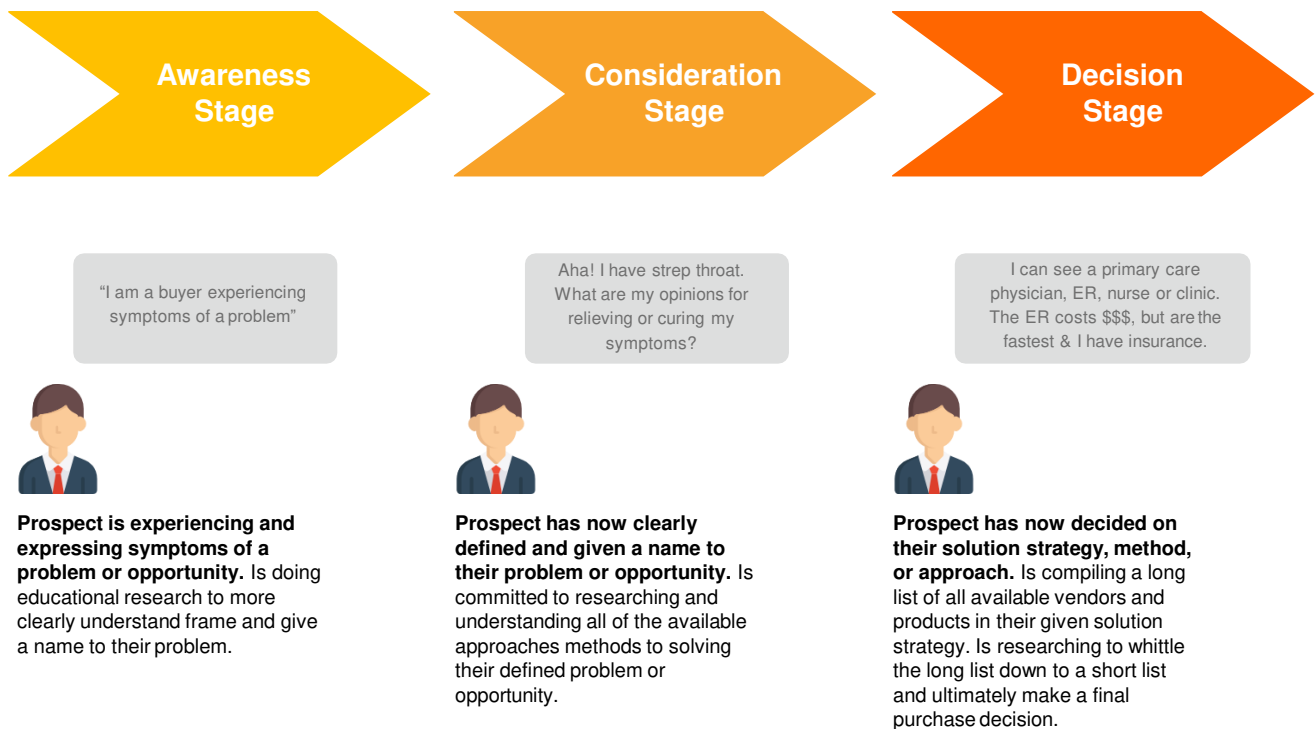 Awareness
Stage
Consideration
Stage
Decision
Stage
“I am a buyer experiencing
symptoms of a problem”
Aha! I have strep throat.
What are my opinions for
relieving or curing my
symptoms?
I can see a primary care
physician, ER, nurse or clinic.
The ER costs $$$, but are the
fastest & I have insurance.
Prospect is experiencing and
expressing symptoms of a
problem or opportunity. Is doing
educational research to more
clearly understand frame and give
a name to their problem.
Prospect has now clearly
defined and given a name to
their problem or opportunity. Is
committed to researching and
understanding all of the available
approaches methods to solving
their defined problem or
opportunity.
Prospect has now decided on
their solution strategy, method,
or approach. Is compiling a long
list of all available vendors and
products in their given solution
strategy. Is researching to whittle
the long list down to a short list
and ultimately make a final
purchase decision.